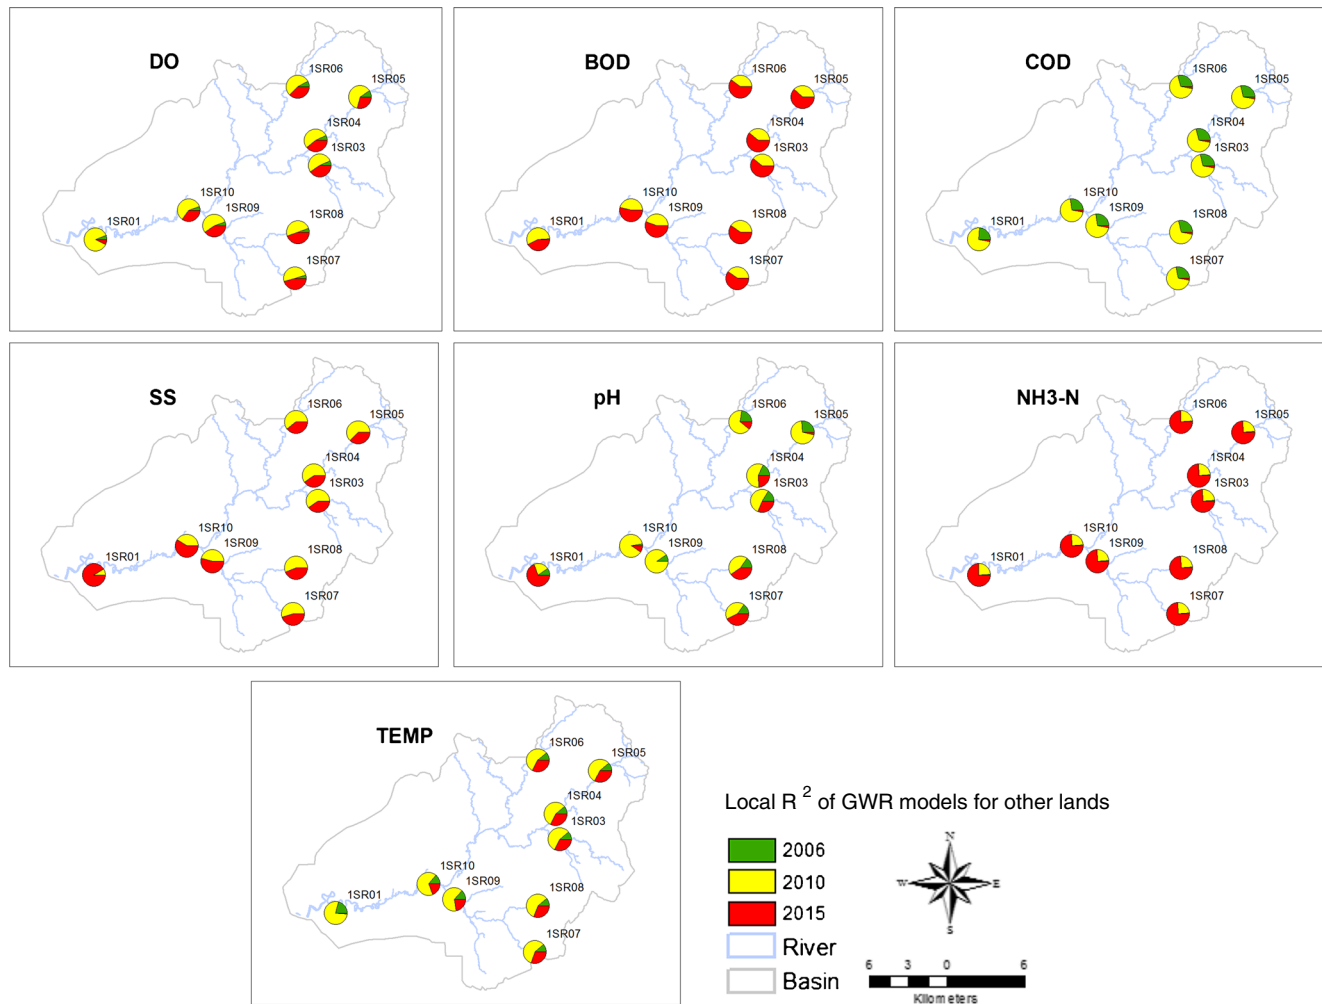 DO
1SR06
1SR05
1SR04
1SR03
1SR10
1SR09
1SR01
1SR08
1SR07
BOD
1SR06
1SR05
1SR04
1SR03
1SR10
1SR09
1SR01
1SR08
1SR07
COD
1SR06
1SR05
1SR04
1SR03
1SR10
1SR09
1SR01
1SR08
1SR07
SS
1SR06
1SR05
1SR04
1SR03
1SR10
1SR09
1SR01
1SR08
1SR07
pH
1SR06
1SR05
1SR04
1SR03
1SR10
1SR09
1SR01
1SR08
1SR07
NH3-N
1SR06
1SR05
1SR04
1SR03
1SR10
1SR09
1SR01
1SR08
1SR07
TEMP
1SR06
1SR05
1SR04
1SR03
1SR10
1SR09
1SR01
1SR08
1SR07
Local R 2 of GWR models for other lands
2006
2010
2015
River
Basin
N
W E
S
6 3 0 6
Kilometers